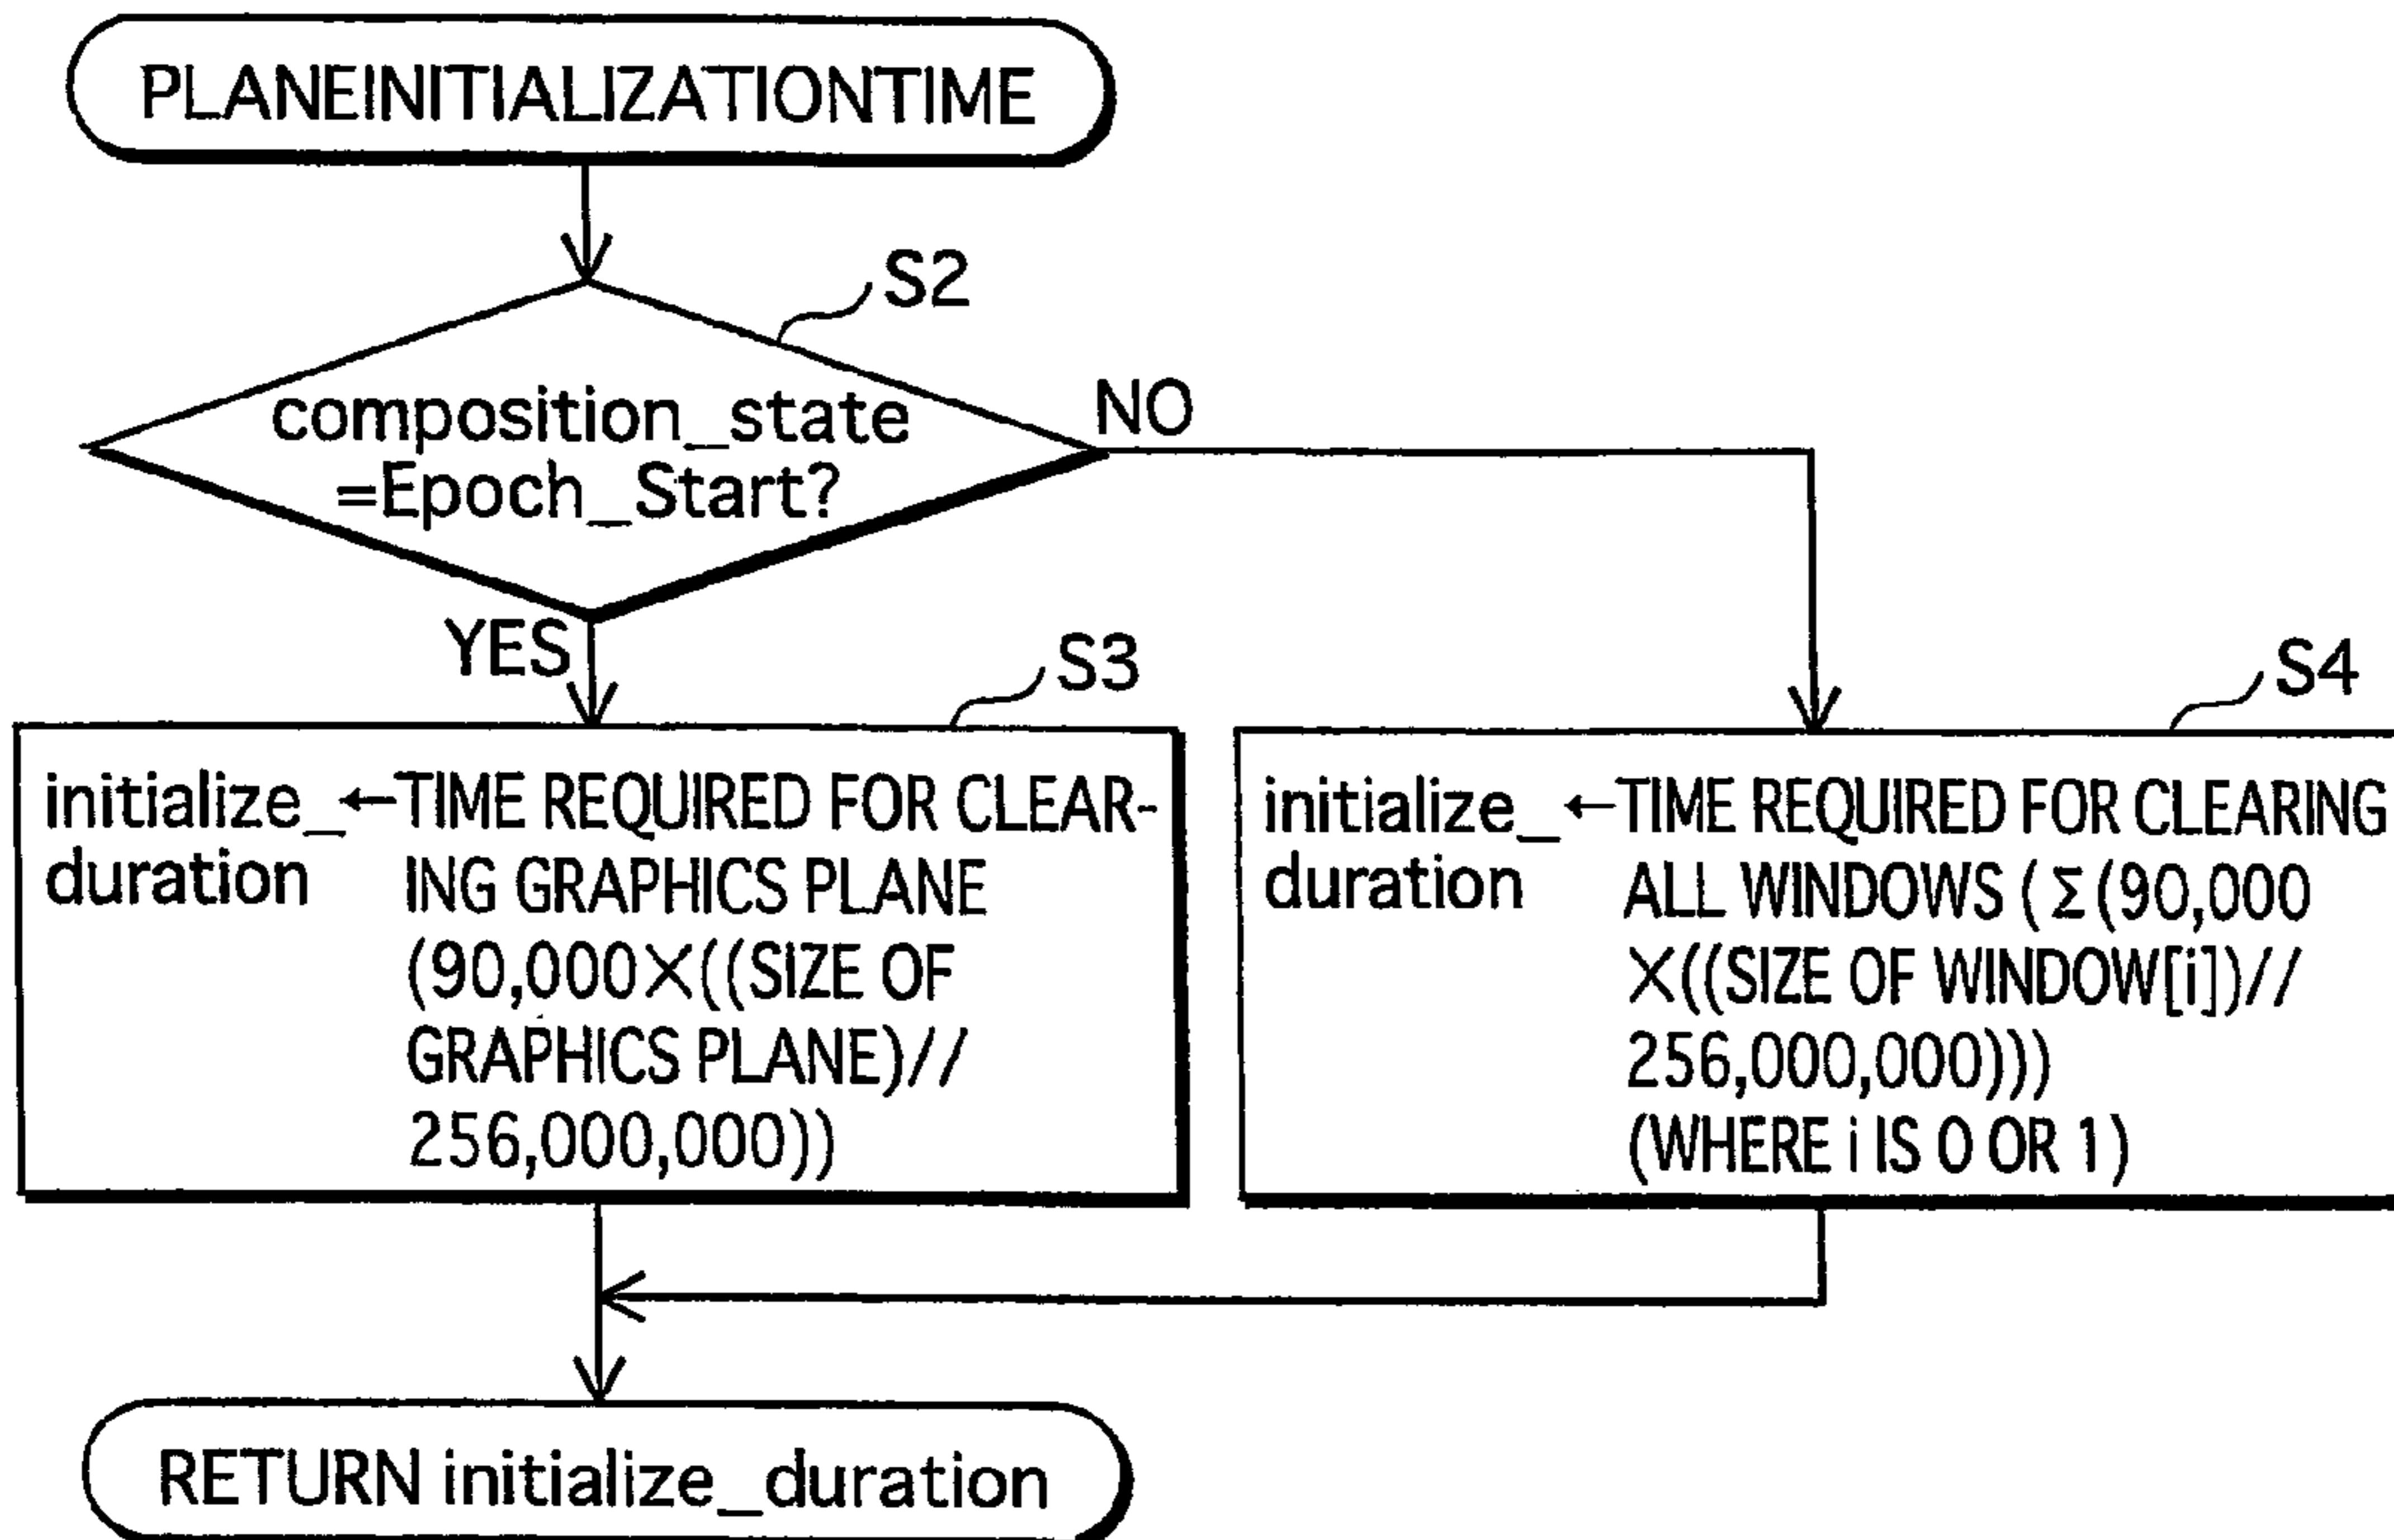 PLANEINITIALIZATIONTIME
S2
composition_state
=Epoch_Start?
NO
YES
S3
initialize_←TIME REQUIRED FOR CLEAR-
duration ING GRAPHICS PLANE
(90,000×((SIZE OF
GRAPHICS PLANE)//
256,000,000))
S4
initialize_←TIME REQUIRED FOR CLEARING
duration ALL WINDOWS (Σ(90,000
×((SIZE OF WINDOW[i])//
256,000,000)))
(WHERE i IS 0 OR 1)
RETURN initialize_duration